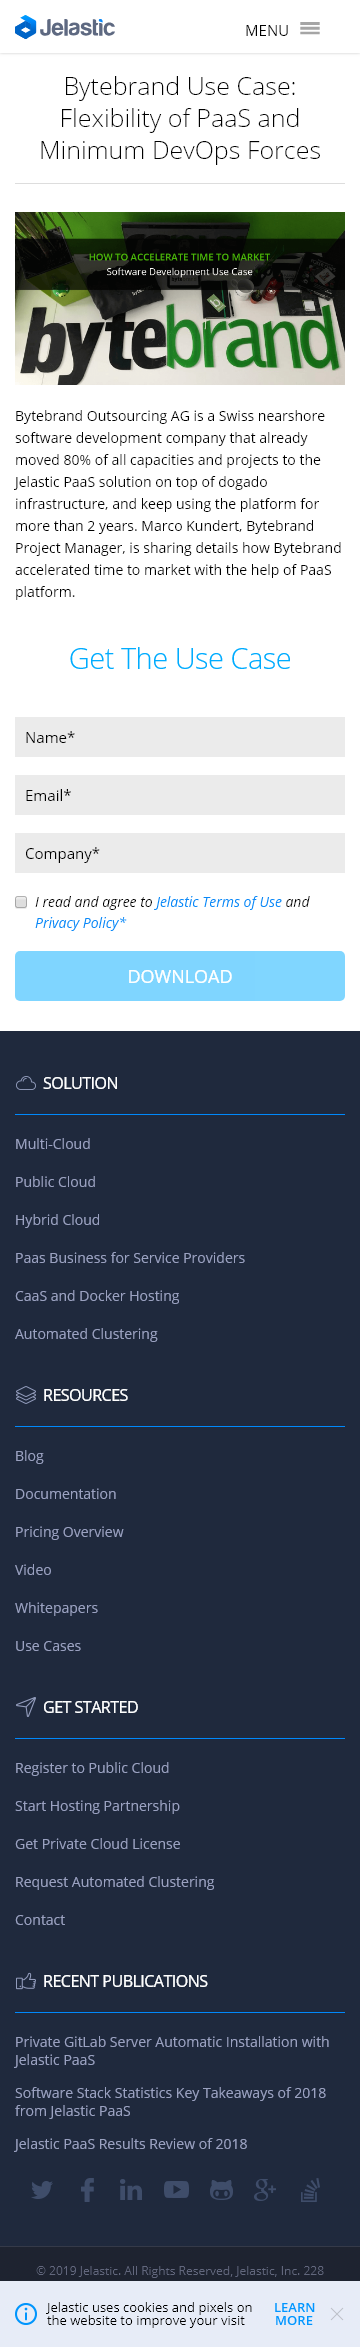 Jelastic
MENU
Bytebrand Use Case:
Flexibility of PaaS and
Minimum DevOps Forces
HOW TO ACCELERATE TIME TO MARKET
Software Development Use Case
bytebrand
Bytebrand Outsourcing AG is a Swiss nearshore
software development company that already
moved 80% of all capacities and projects to the
Jelastic PaaS solution on top of dogado
infrastructure, and keep using the platform for
more than 2 years. Marco Kundert, Bytebrand
Project Manager, is sharing details how Bytebrand
accelerated time to market with the help of PaaS
platform.
Get The Use Case
Name*
Email*
Company*
I read and agree to Jelastic Terms of Use and
Privacy Policy*
DOWNLOAD
SOLUTION
Multi-Cloud
Public Cloud
Hybrid Cloud
Paas Business for Service Providers
CaaS and Docker Hosting
Automated Clustering
RESOURCES
Blog
Documentation
Pricing Overview
Video
Whitepapers
Use Cases
GET STARTED
Register to Public Cloud
Start Hosting Partnership
Get Private Cloud License
Request Automated Clustering
Contact
RECENT PUBLICATIONS
Private GitLab Server Automatic Installation with
Jelastic PaaS
Software Stack Statistics Key Takeaways of 2018
from Jelastic PaaS
Jelastic PaaS Results Review of 2018
© 2019 Jelastic. All Rights Reserved, Jelastic, Inc. 228
Jelastic uses cookies and pixels on
the website to improve your visit
LEARN
MORE